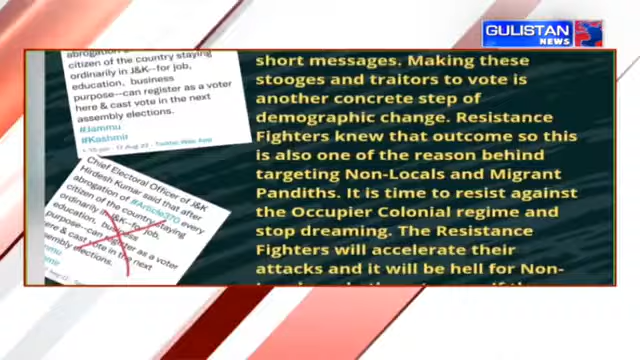 GULISTAN
NEWS
abrogation of #Article370 every
citizen of the country staying
ordinarily in J&K--for job,
education, business
purpose--can register as a voter
here & cast vote in the next
assembly elections.
#Jammu
#Kashmir
Chief Electoral Officer of J&K
Hirdesh Kumar said that after
abrogation of #Article370 every
citizen of the country staying
ordinarily in J&K--for job,
education, business
purpose--can register as a voter
here & cast vote in the next
assembly elections.
short messages. Making these
stooges and traitors to vote is
another concrete step of
demographic change. Resistance
Fighters knew that outcome so this
is also one of the reason behind
targeting Non-Locals and Migrant
Pandiths. It is time to resist against
the Occupier Colonial regime and
stop dreaming. The Resistance
Fighters will accelerate their
attacks and it will be hell for Non-